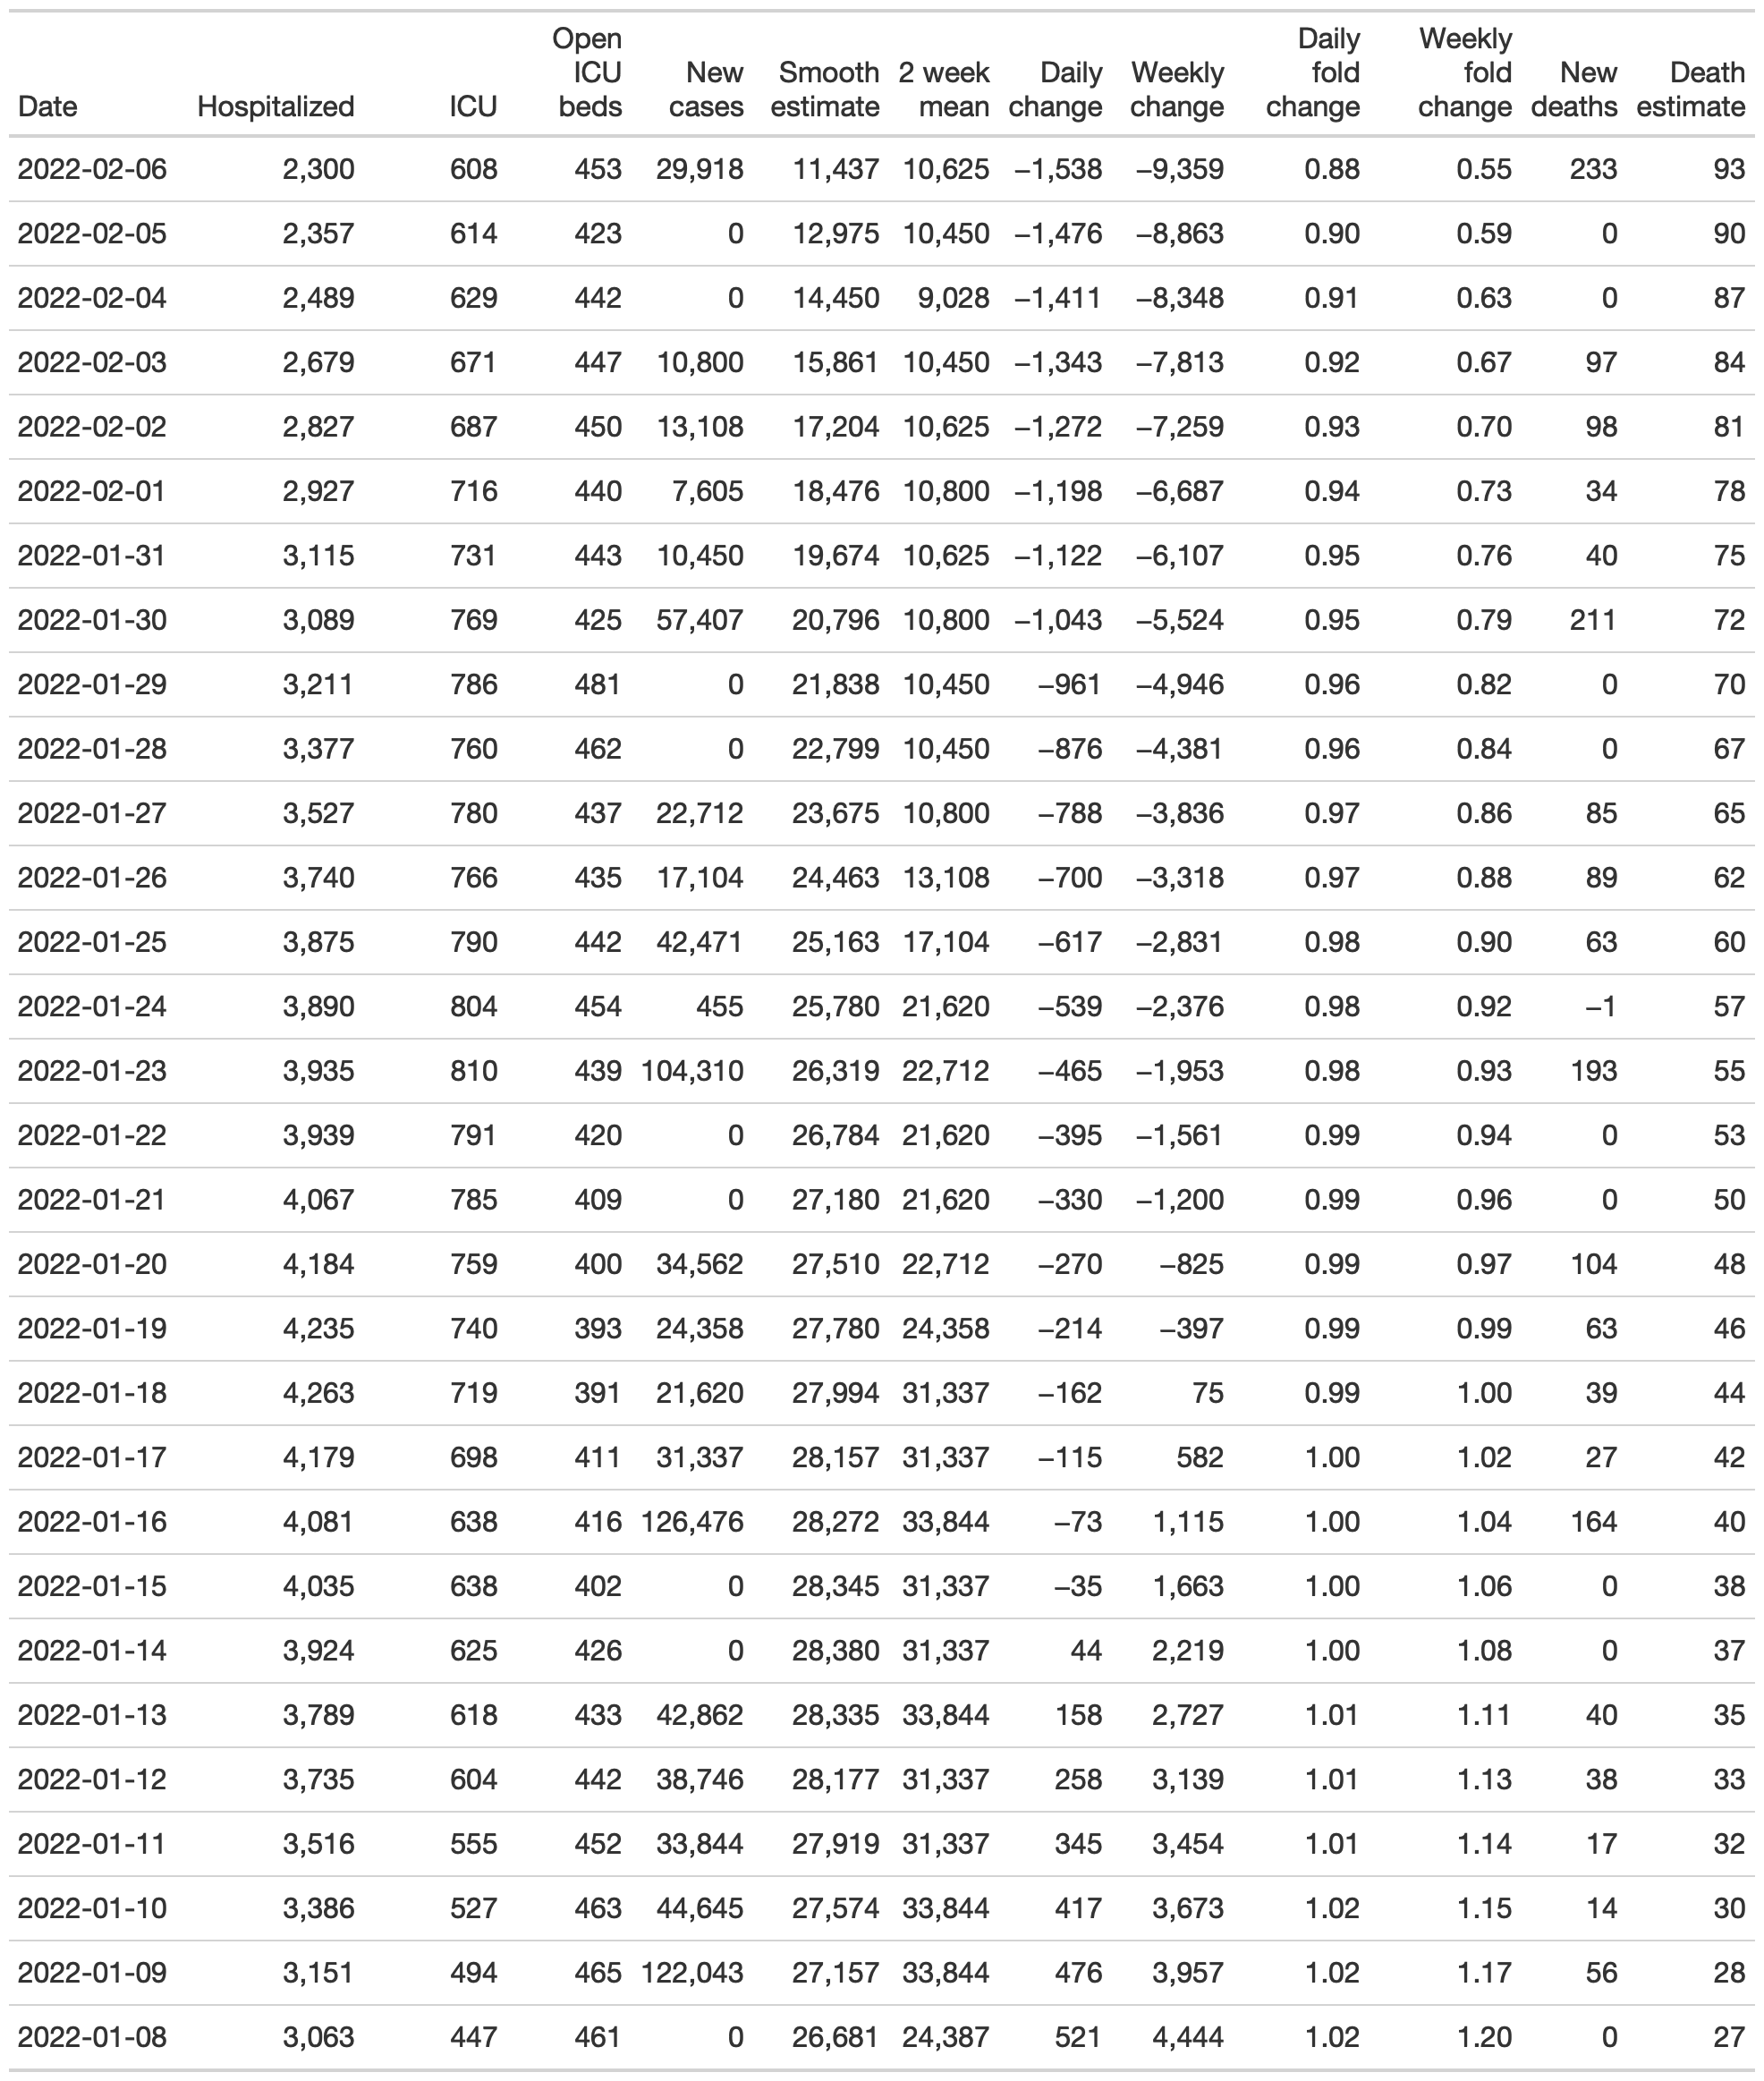 Date Hospitalized ICU Open ICU beds New cases Smooth estimate 2 week mean Daily change Weekly change Daily fold change Weekly fold change New deaths Death estimate
2022-02-06 2,300 608 453 29,918 11,437 10,625 −1,538 −9,359 0.88 0.55 233 93
2022-02-05 2,357 614 423 0 12,975 10,450 −1,476 −8,863 0.90 0.59 0 90
2022-02-04 2,489 629 442 0 14,450 9,028 −1,411 −8,348 0.91 0.63 0 87
2022-02-03 2,679 671 447 10,800 15,861 10,450 −1,343 −7,813 0.92 0.67 97 84
2022-02-02 2,827 687 450 13,108 17,204 10,625 −1,272 −7,259 0.93 0.70 98 81
2022-02-01 2,927 716 440 7,605 18,476 10,800 −1,198 −6,687 0.94 0.73 34 78
2022-01-31 3,115 731 443 10,450 19,674 10,625 −1,122 −6,107 0.95 0.76 40 75
2022-01-30 3,089 769 425 57,407 20,796 10,800 −1,043 −5,524 0.95 0.79 211 72
2022-01-29 3,211 786 481 0 21,838 10,450 −961 −4,946 0.96 0.82 0 70
2022-01-28 3,377 760 462 0 22,799 10,450 −876 −4,381 0.96 0.84 0 67
2022-01-27 3,527 780 437 22,712 23,675 10,800 −788 −3,836 0.97 0.86 85 65
2022-01-26 3,740 766 435 17,104 24,463 13,108 −700 −3,318 0.97 0.88 89 62
2022-01-25 3,875 790 442 42,471 25,163 17,104 −617 −2,831 0.98 0.90 63 60
2022-01-24 3,890 804 454 455 25,780 21,620 −539 −2,376 0.98 0.92 −1 57
2022-01-23 3,935 810 439 104,310 26,319 22,712 −465 −1,953 0.98 0.93 193 55
2022-01-22 3,939 791 420 0 26,784 21,620 −395 −1,561 0.99 0.94 0 53
2022-01-21 4,067 785 409 0 27,180 21,620 −330 −1,200 0.99 0.96 0 50
2022-01-20 4,184 759 400 34,562 27,510 22,712 −270 −825 0.99 0.97 104 48
2022-01-19 4,235 740 393 24,358 27,780 24,358 −214 −397 0.99 0.99 63 46
2022-01-18 4,263 719 391 21,620 27,994 31,337 −162 75 0.99 1.00 39 44
2022-01-17 4,179 698 411 31,337 28,157 31,337 −115 582 1.00 1.02 27 42
2022-01-16 4,081 638 416 126,476 28,272 33,844 −73 1,115 1.00 1.04 164 40
2022-01-15 4,035 638 402 0 28,345 31,337 −35 1,663 1.00 1.06 0 38
2022-01-14 3,924 625 426 0 28,380 31,337 44 2,219 1.00 1.08 0 37
2022-01-13 3,789 618 433 42,862 28,335 33,844 158 2,727 1.01 1.11 40 35
2022-01-12 3,735 604 442 38,746 28,177 31,337 258 3,139 1.01 1.13 38 33
2022-01-11 3,516 555 452 33,844 27,919 31,337 345 3,454 1.01 1.14 17 32
2022-01-10 3,386 527 463 44,645 27,574 33,844 417 3,673 1.02 1.15 14 30
2022-01-09 3,151 494 465 122,043 27,157 33,844 476 3,957 1.02 1.17 56 28
2022-01-08 3,063 447 461 0 26,681 24,387 521 4,444 1.02 1.20 0 27